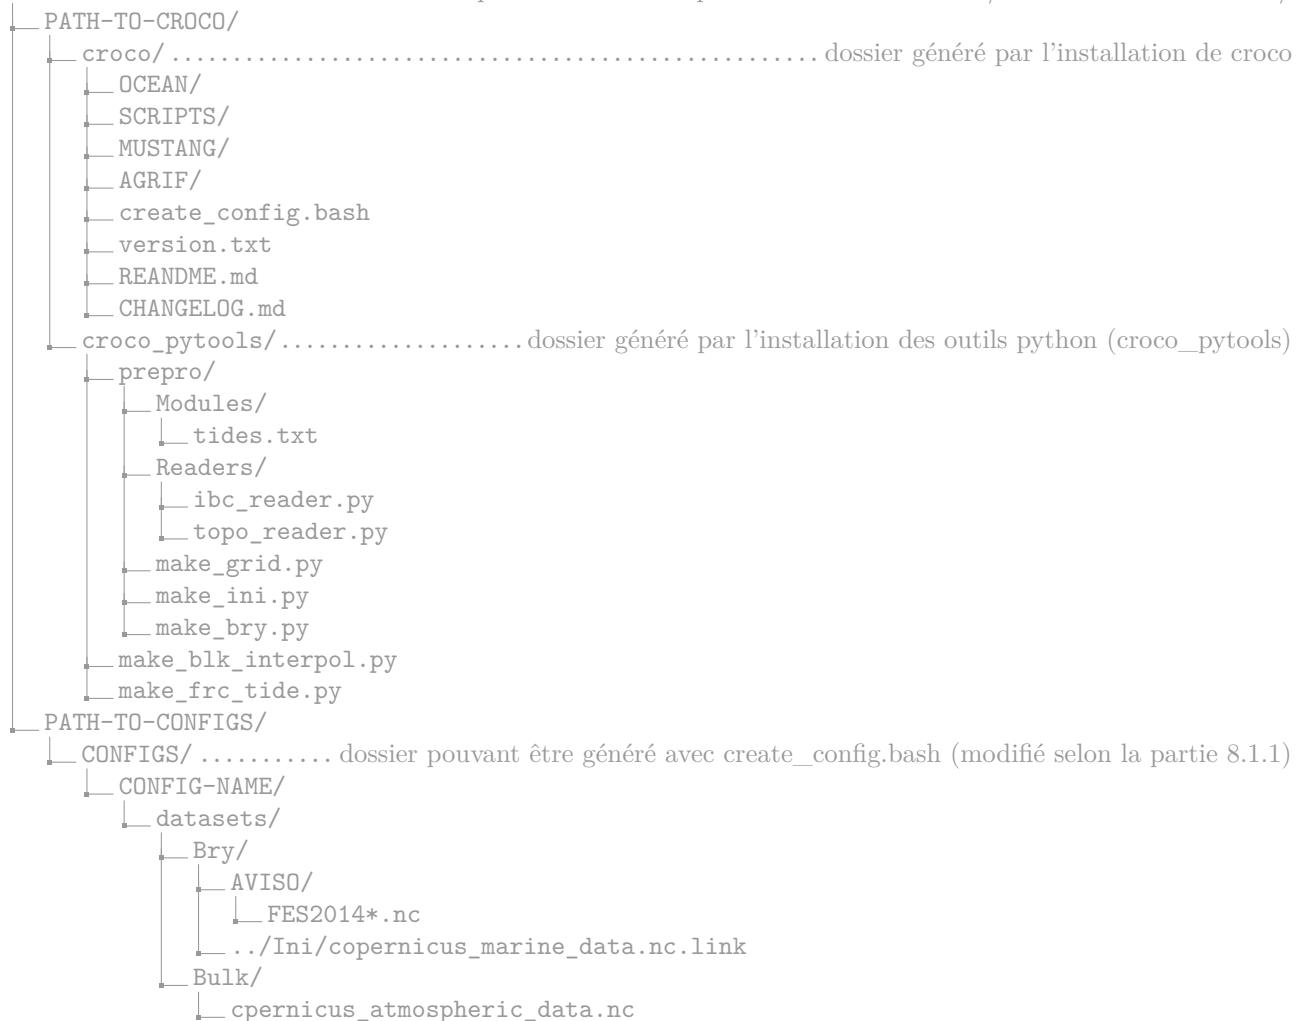 PATH-TO-CROCO/
croco/ ..................................................... dossier généré par l'installation de croco
OCEAN/
SCRIPTS/
MUSTANG/
AGRIF/
create_config.bash
version.txt
REANDME.md
CHANGELOG.md
croco_pytools/ .................... dossier généré par l'installation des outils python (croco_pytools)
prepro/
Modules/
tides.txt
Readers/
ibc_reader.py
topo_reader.py
make_grid.py
make_ini.py
make_bry.py
make_blk_interpol.py
make_frc_tide.py
PATH-TO-CONFIGS/
CONFIGS/ ........... dossier pouvant être généré avec create_config.bash (modifié selon la partie 8.1.1)
CONFIG-NAME/
datasets/
Bry/
AVISO/
FES2014*.nc
../Ini/copernicus_marine_data.nc.link
Bulk/
cpernicus_atmospheric_data.nc